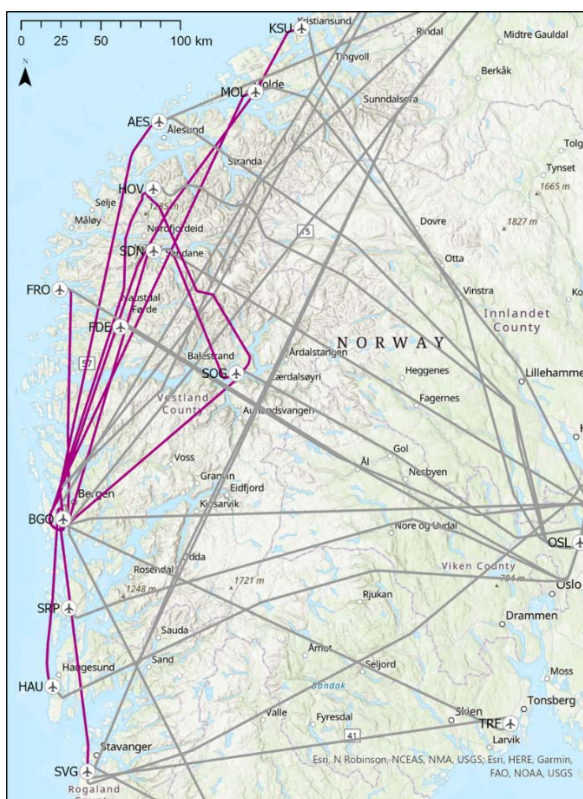 0 25 50 100 km
N
KSU
Kristiansund
Rindal
Midtre Gauldal
Tingvoll
Berkåk
MOL
Sunndalsøra
AES
Ålesund
Tolg
Stranda
Tynset
HOV
1665 m
Selje
Måløy
Nordfjordeid
Dovre
1827 m
15
Otta
SDN
FRO
Naustdal
Førde
Vinstra
FDE
Innlandet
County
NORWAY
57
Balestrand
Årdalstangen
SOG
Lærdalsøyri
Heggenes
Lillehammer
Vestland
County
Fagernes
Aurlandsvangen
Voss
Gol
Ål
Nesbyen
Granvin
Eidfjord
Bergen
Kinsarvik
BGO
Nore og Uvdal
OSL
Odda
Viken County
Rosendal
1721 m
704 m
1248 m
Oslo
SRP
Rjukan
Drammen
Sauda
Sand
Åmot
Moss
Haugesund
Seljord
HAU
Bandak
Tonsberg
Valle
Fyresdal
Skien
TRF
41
Larvik
Stavanger
SVG
Rogaland
Esri, N Robinson, NCEAS, NMA, USGS; Esri, HERE, Garmin,
FAO, NOAA, USGS